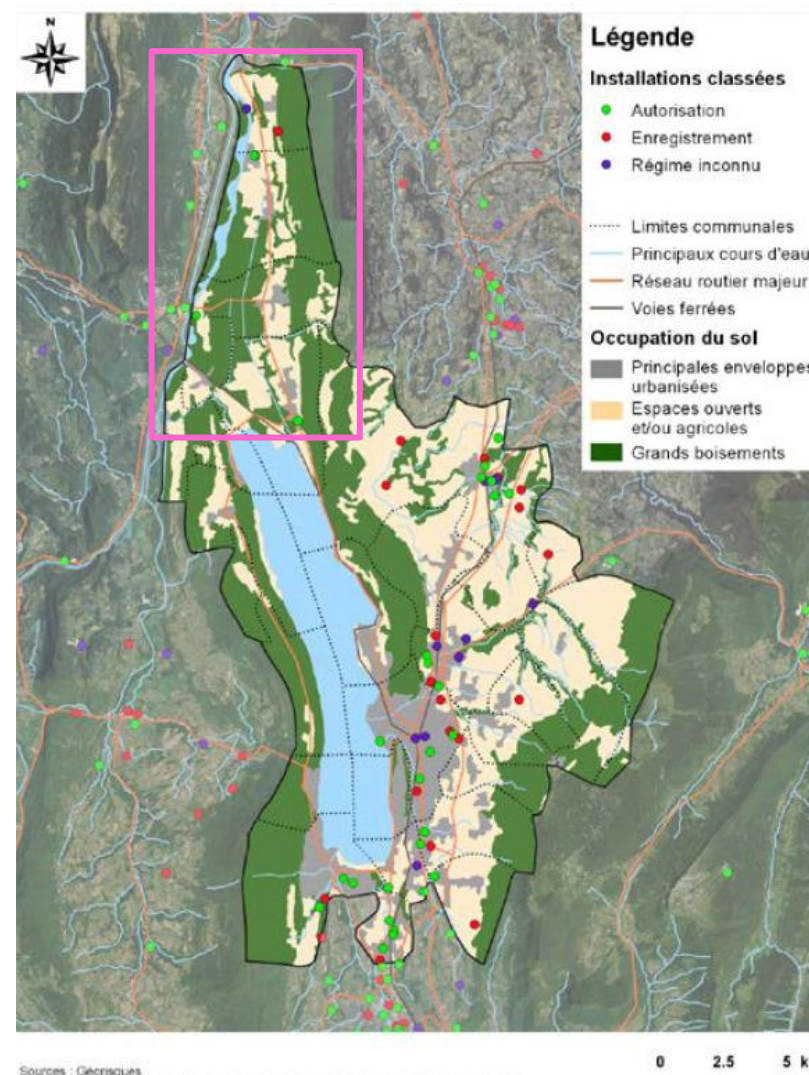 N
Légende
Installations classées
Autorisation
Enregistrement
Régime inconnu
Limites communales
Principaux cours d'eau
Réseau routier majeur
Voies ferrées
Occupation du sol
Principales enveloppes
urbanisées
Espaces ouverts
et/ou agricoles
Grands boisements
Sources : Géorisques
0 2.5 5 k